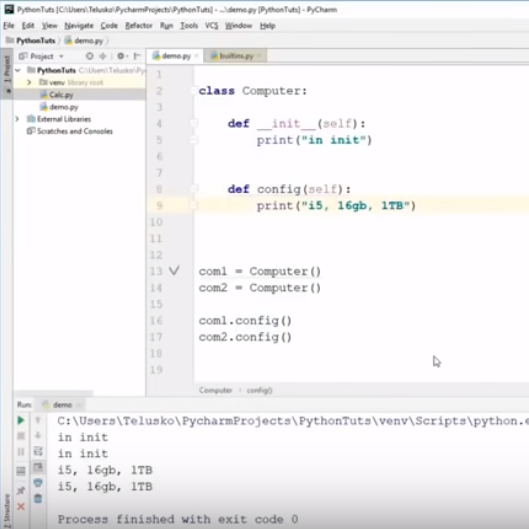 PythonTuts [C:\Users\Telusko\PycharmProjects\PythonTuts] - ...\demo.py [PythonTuts] - PyCharm
File Edit View Navigate Code Refactor Run Tools VCS Window Help
PythonTuts demo.py
1: Project
Project
demo.py
builtins.py
PythonTuts C:\Users\Telusko\Py
venv library root
Calc.py
demo.py
External Libraries
Scratches and Consoles
1
2 class Computer:
3
4 def __init__(self):
5 print("in init")
6
7
8 def config(self):
9 print("i5, 16gb, 1TB")
10
11
12
13 com1 = Computer()
14 com2 = Computer()
15
16 com1.config()
17 com2.config()
18
19
Computer config()
Run: demo
C:\Users\Telusko\PycharmProjects\PythonTuts\venv\Scripts\python.e
in init
in init
i5, 16gb, 1TB
i5, 16gb, 1TB
Process finished with exit code 0
Structure